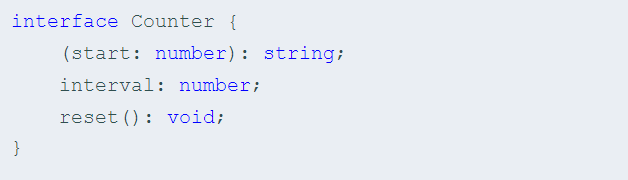 interface Counter {
    (start: number): string;
    interval: number;
    reset(): void;
}